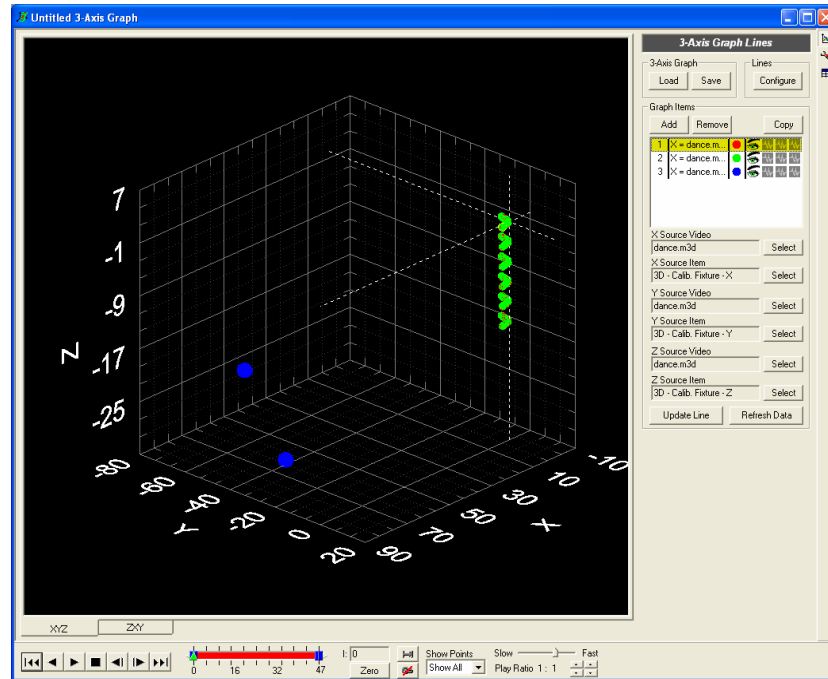 Untitled 3-Axis Graph
3-Axis Graph Lines
3-Axis Graph Lines
Load Save Configure
Graph Items
Add Remove Copy
1 X = dance.m...
2 X = dance.m...
3 X = dance.m...
X Source Video
dance.m3d Select
X Source Item
3D - Calib. Fixture - X Select
Y Source Video
dance.m3d Select
Y Source Item
3D - Calib. Fixture - Y Select
Z Source Video
dance.m3d Select
Z Source Item
3D - Calib. Fixture - Z Select
Update Line Refresh Data
7
-1
-9
Z -17
-25
-80 -60 -40 -20 0 20
Y
90 70 50 30 10 -10
X
XYZ ZXY
I: 0 Show Points Slow Fast
Zero Show All Play Ratio 1 : 1
0 16 32 47